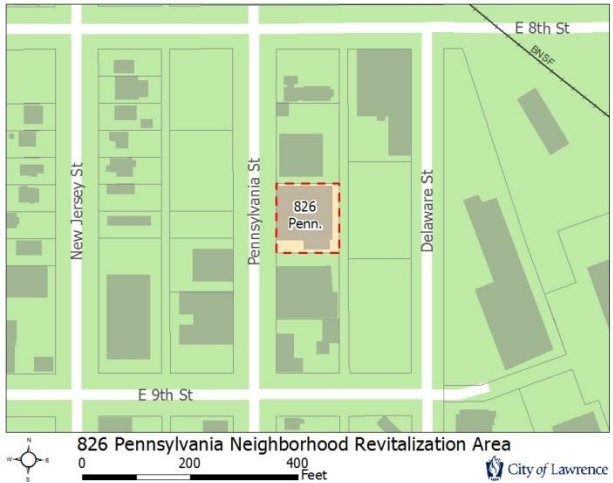 E 8th St
BNSF
New Jersey St
Pennsylvania St
826
Penn.
Delaware St
E 9th St
826 Pennsylvania Neighborhood Revitalization Area
N
W
E
S
0 200 400
Feet
City of Lawrence